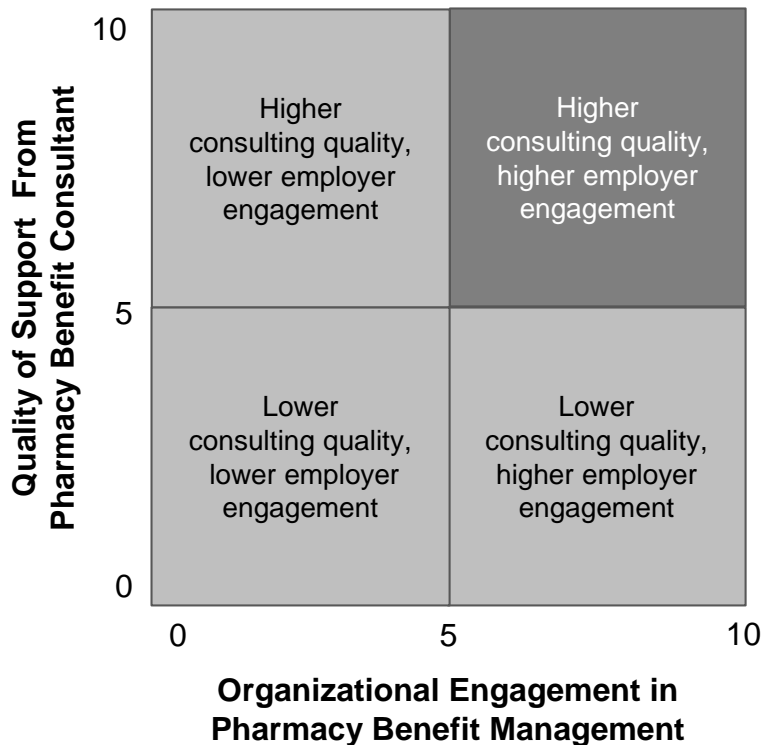 10
Higher
consulting quality,
lower employer
engagement
Higher
consulting quality,
higher employer
engagement
Quality of Support From
Pharmacy Benefit Consultant
5
Lower
consulting quality,
lower employer
engagement
Lower
consulting quality,
higher employer
engagement
0
0
5
10
Organizational Engagement in
Pharmacy Benefit Management